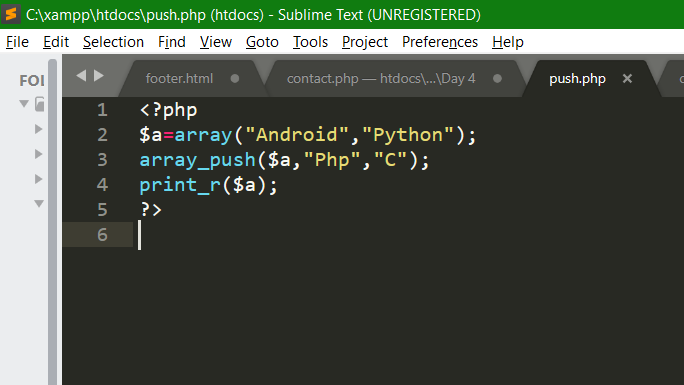 C:\xampp\htdocs\push.php (htdocs) - Sublime Text (UNREGISTERED)
File Edit Selection Find View Goto Tools Project Preferences Help
FOL
footer.html contact.php — htdocs\...\Day 4 push.php
1 <?php
2 $a=array("Android","Python");
3 array_push($a,"Php","C");
4 print_r($a);
5 ?>
6